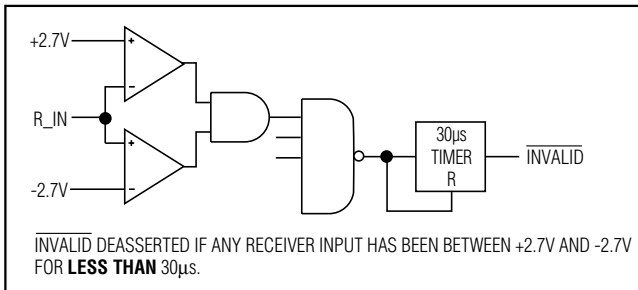 +2.7V
R_IN
-2.7V
+
-
+
-
30μs
TIMER
R
INVALID
INVALID DEASSERTED IF ANY RECEIVER INPUT HAS BEEN BETWEEN +2.7V AND -2.7V
FOR LESS THAN 30μs.